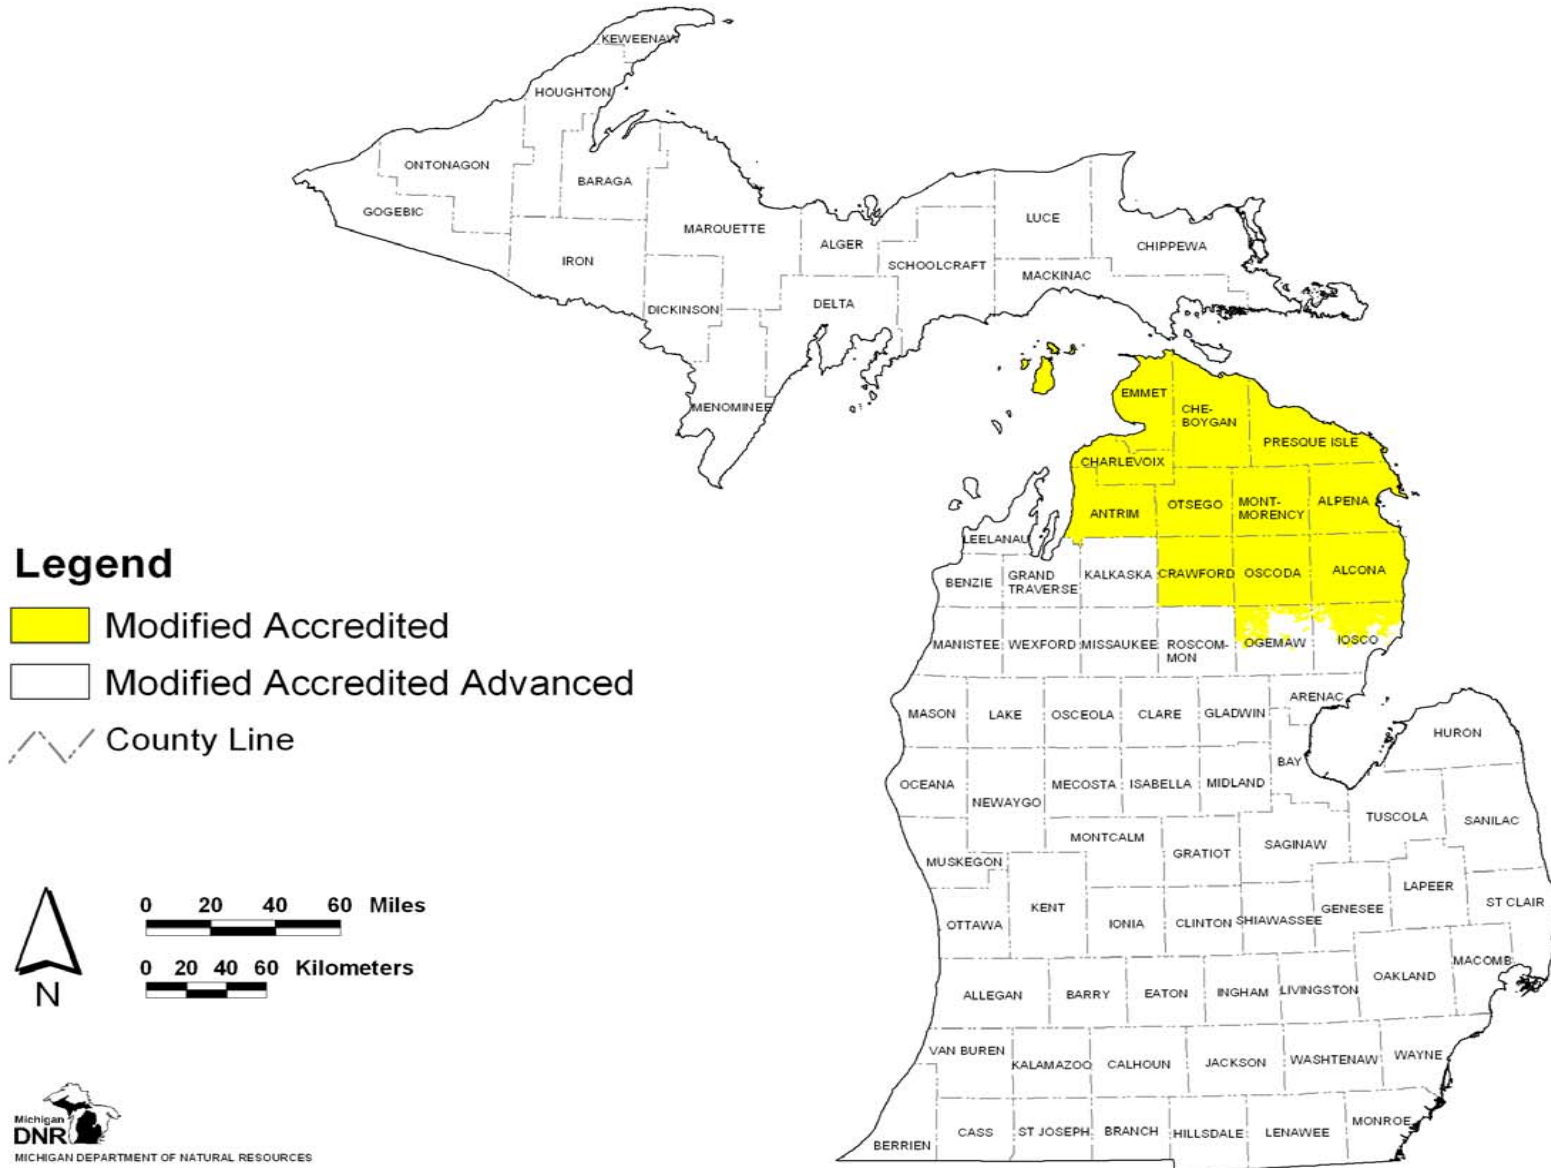 KEWEENAW
HOUGHTON
ONTONAGON
BARAGA
GOGEBIC
MARQUETTE
LUCE
ALGER
CHIPPEWA
IRON
SCHOOLCRAFT
MACKINAC
DICKINSON
DELTA
MENOMINEE
EMMET
CHE-
BOYGAN
PRESQUE ISLE
CHARLEVOIX
ANTRIM
OTSEGO
MONT-
MORENCY
ALPENA
LEELANAU
BENZIE
GRAND
TRAVERSE
KALKASKA
CRAWFORD
OSCODA
ALCONA
MANISTEE
WEXFORD
MISSAUKEE
ROSCOM-
MON
OGEMAW
IOSCO
MASON
LAKE
OSCEOLA
CLARE
GLADWIN
ARENAC
HURON
OCEANA
NEWAYGO
MECOSTA
ISABELLA
MIDLAND
BAY
TUSCOLA
SANILAC
MUSKEGON
MONTCALM
GRATIOT
SAGINAW
LAPEER
OTTAWA
KENT
IONIA
CLINTON
SHIAWASSEE
GENESEE
ST CLAIR
ALLEGAN
BARRY
EATON
INGHAM
LIVINGSTON
OAKLAND
MACOMB
VAN BUREN
KALAMAZOO
CALHOUN
JACKSON
WASHTENAW
WAYNE
BERRIEN
CASS
ST JOSEPH
BRANCH
HILLSDALE
LENAWEE
MONROE
Legend
Modified Accredited
Modified Accredited Advanced
County Line
N
0 20 40 60 Miles
0 20 40 60 Kilometers
Michigan
DNR
MICHIGAN DEPARTMENT OF NATURAL RESOURCES